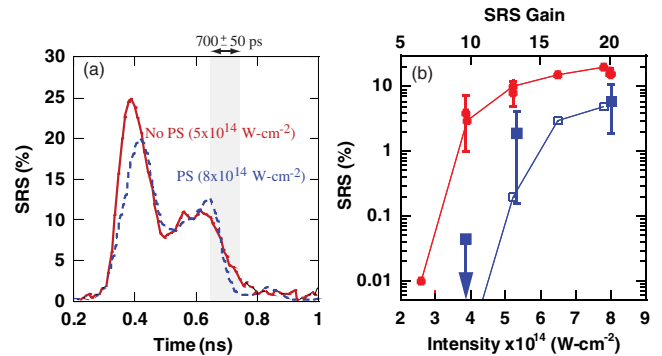 700 ± 50 ps
(a)
No PS (5x10^14 W-cm^-2)
PS (8x10^14 W-cm^-2)
SRS (%)
30
25
20
15
10
5
0
0.2 0.4 0.6 0.8 1
Time (ns)
SRS Gain
6 10 15 20
(b)
SRS (%)
10
1
0.1
0.01
2 3 4 5 6 7 8 9
Intensity x10^14 (W-cm^-2)